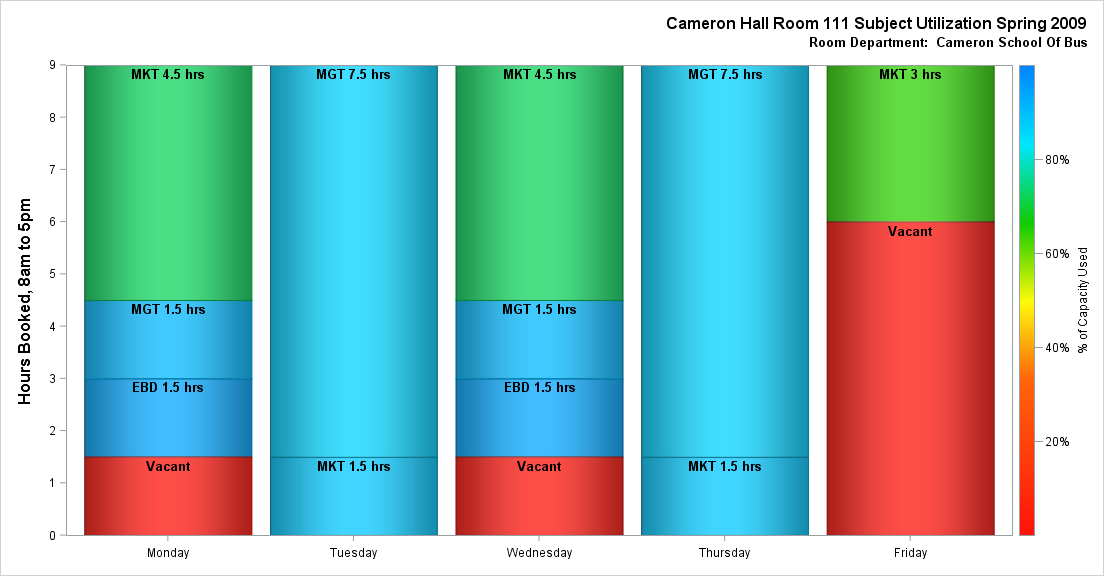 Cameron Hall Room 111 Subject Utilization Spring 2009
Room Department:  Cameron School Of Bus
Hours Booked, 8am to 5pm
9
8
7
6
5
4
3
2
1
0
MKT 4.5 hrs
MGT 1.5 hrs
EBD 1.5 hrs
Vacant
MGT 7.5 hrs
MKT 1.5 hrs
MKT 4.5 hrs
MGT 1.5 hrs
EBD 1.5 hrs
Vacant
MGT 7.5 hrs
MKT 1.5 hrs
MKT 3 hrs
Vacant
Monday
Tuesday
Wednesday
Thursday
Friday
80%
60%
40%
20%
% of Capacity Used